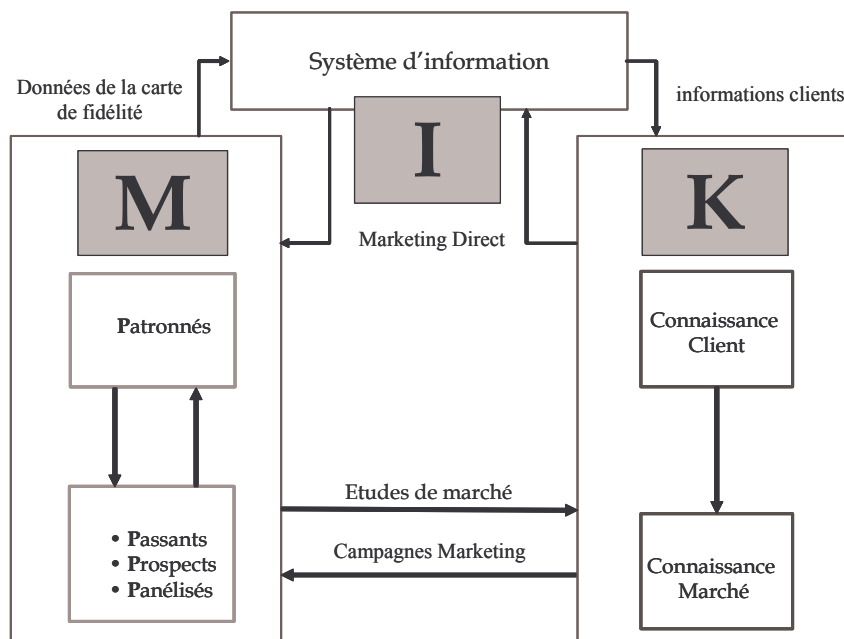 Système d'information
Données de la carte
de fidélité
informations clients
I
M
K
Marketing Direct
Patronnés
Connaissance
Client
Etudes de marché
• Passants
• Prospects
• Panélisés
Campagnes Marketing
Connaissance
Marché